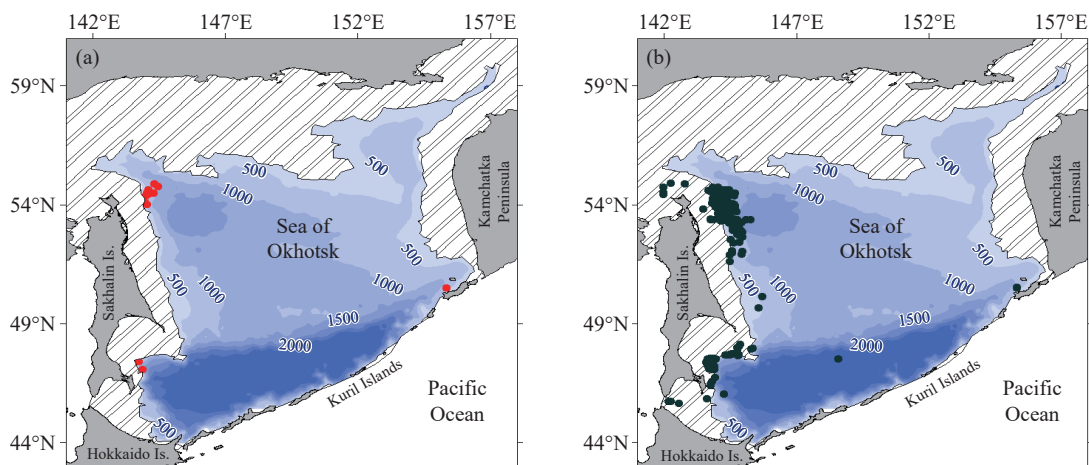 142°E 147°E 152°E 157°E
(a)
59°N
500
500
1000
Kamchatka
Peninsula
54°N
Sea of
Okhotsk
500
Sakhalin Is.
500
1000
1000
1500
49°N
2000
Kuril Islands
Pacific
Ocean
500
44°N
Hokkaido Is.
142°E 147°E 152°E 157°E
(b)
59°N
500
500
1000
Kamchatka
Peninsula
54°N
Sea of
Okhotsk
500
Sakhalin Is.
500
1000
1000
1500
49°N
2000
Kuril Islands
Pacific
Ocean
500
44°N
Hokkaido Is.